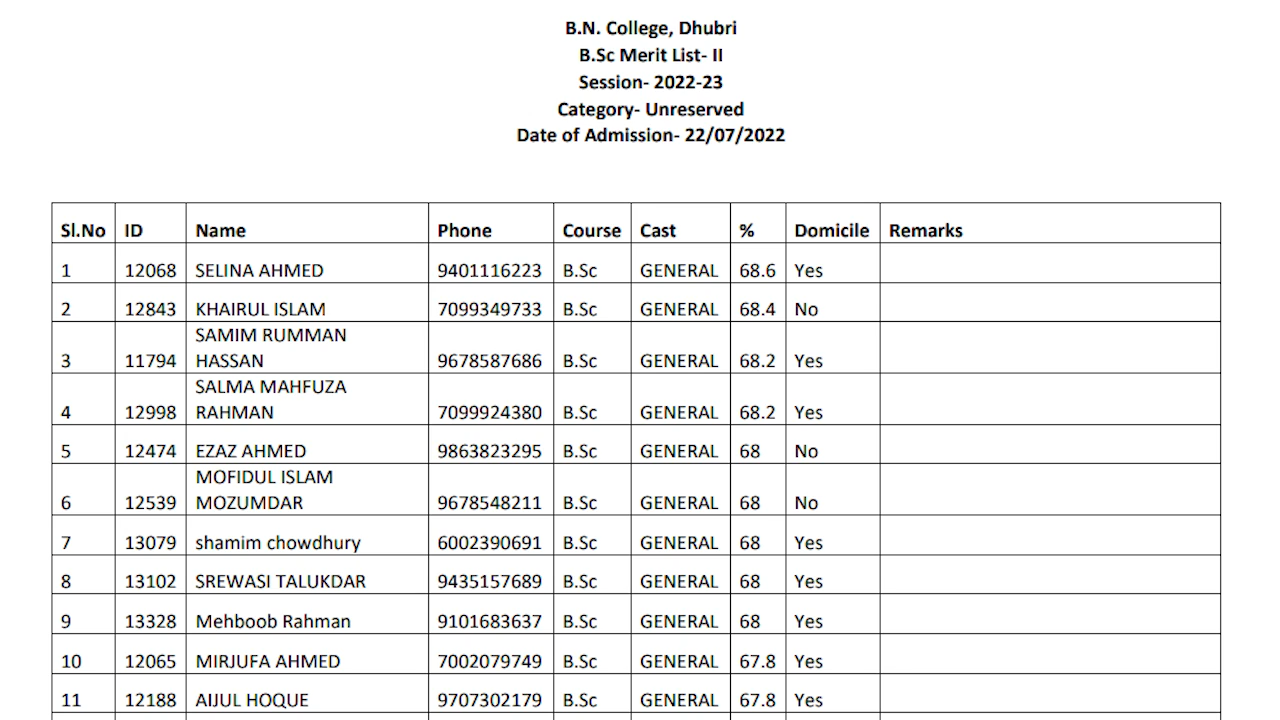 B.N. College, Dhubri
B.Sc Merit List- II
Session- 2022-23
Category- Unreserved
Date of Admission- 22/07/2022
Sl.No ID Name Phone Course Cast % Domicile Remarks
1 12068 SELINA AHMED 9401116223 B.Sc GENERAL 68.6 Yes
2 12843 KHAIRUL ISLAM 7099349733 B.Sc GENERAL 68.4 No
SAMIM RUMMAN
3 11794 HASSAN 9678587686 B.Sc GENERAL 68.2 Yes
SALMA MAHFUZA
4 12998 RAHMAN 7099924380 B.Sc GENERAL 68.2 Yes
5 12474 EZAZ AHMED 9863823295 B.Sc GENERAL 68 No
MOFIDUL ISLAM
6 12539 MOZUMDAR 9678548211 B.Sc GENERAL 68 No
7 13079 shamim chowdhury 6002390691 B.Sc GENERAL 68 Yes
8 13102 SREWASI TALUKDAR 9435157689 B.Sc GENERAL 68 Yes
9 13328 Mehboob Rahman 9101683637 B.Sc GENERAL 68 Yes
10 12065 MIRJUFA AHMED 7002079749 B.Sc GENERAL 67.8 Yes
11 12188 AIJUL HOQUE 9707302179 B.Sc GENERAL 67.8 Yes